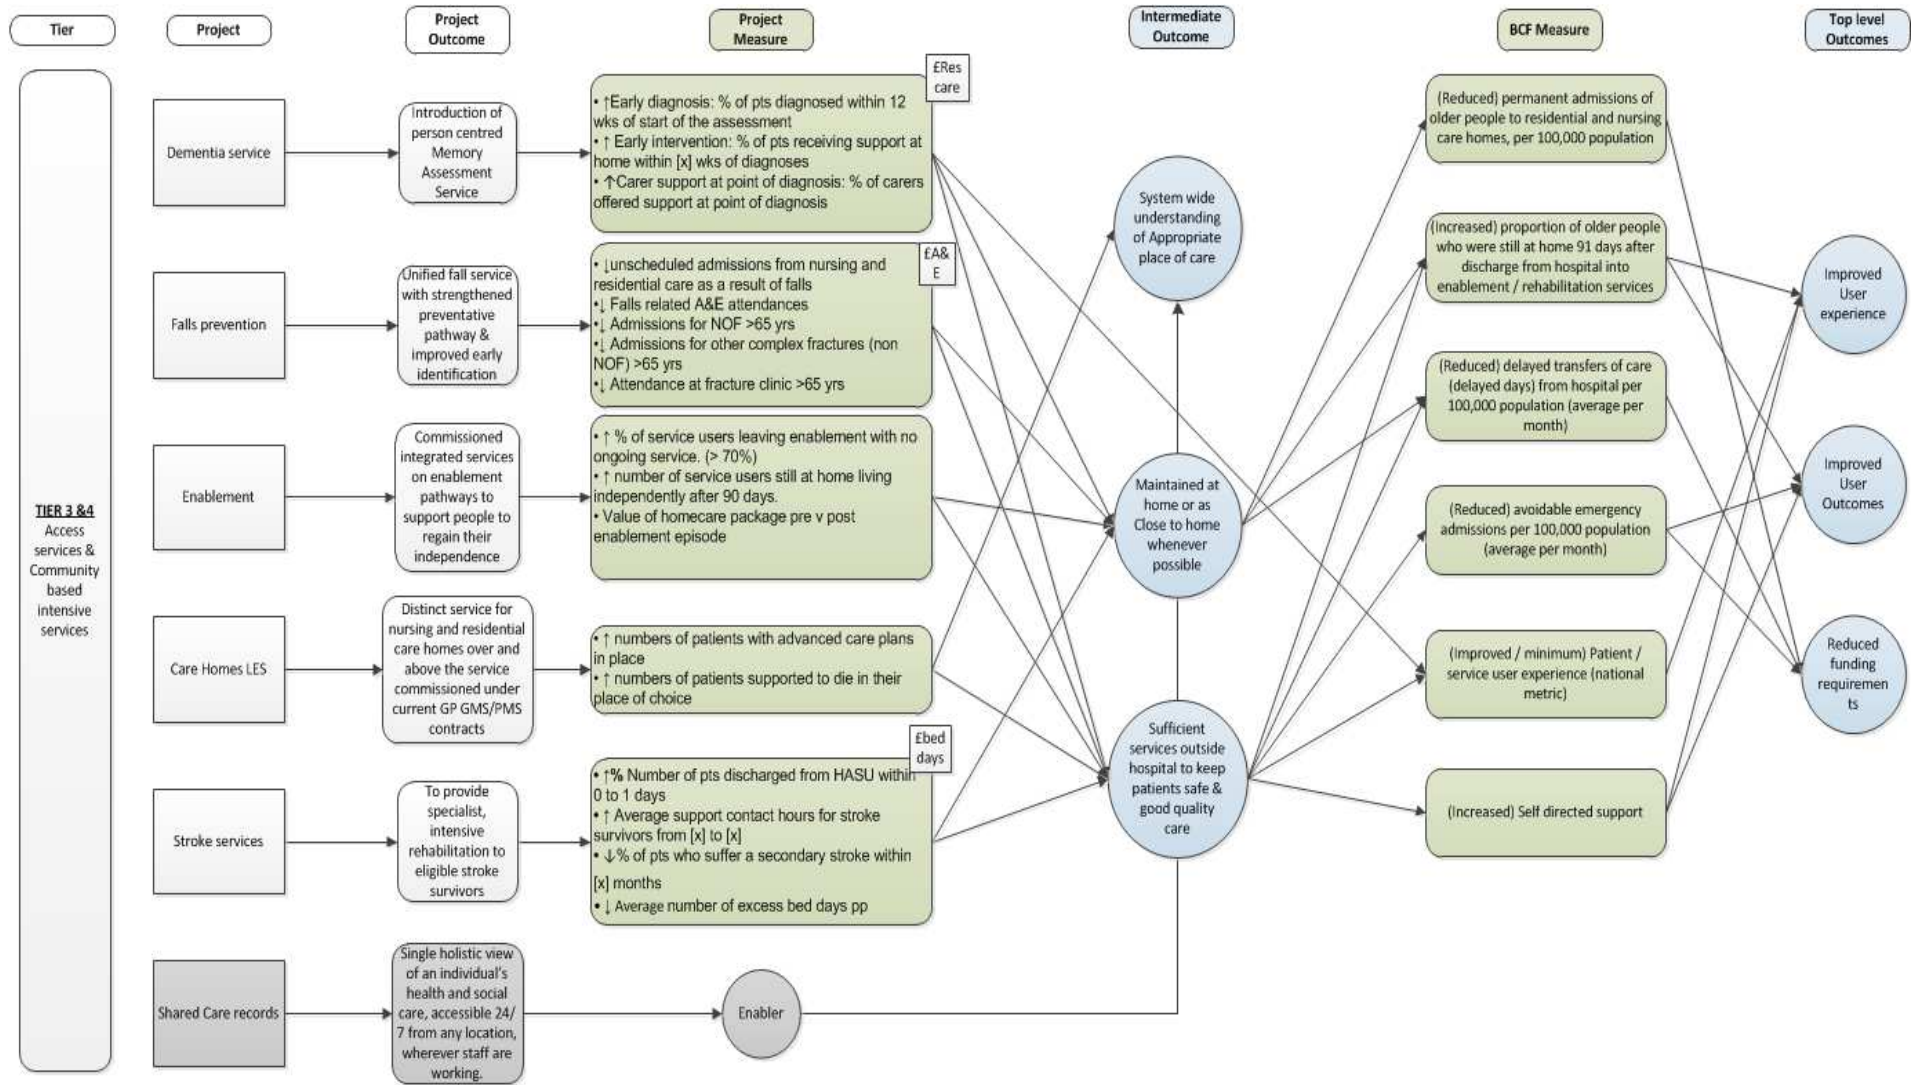 Tier
Project
Project
Outcome
Project
Measure
Intermediate
Outcome
BCF Measure
Top level
Outcomes
TIER 3 &4
Access
services &
Community
based
intensive
services
Dementia service
Introduction of
person centred
Memory
Assessment
Service
£Res
care
• ↑Early diagnosis: % of pts diagnosed within 12
wks of start of the assessment
• ↑ Early intervention: % of pts receiving support at
home within [x] wks of diagnoses
• ↑Carer support at point of diagnosis: % of carers
offered support at point of diagnosis
Falls prevention
Unified fall service
with strengthened
preventative
pathway &
improved early
identification
£A&
E
• ↓unscheduled admissions from nursing and
residential care as a result of falls
•↓ Falls related A&E attendances
•↓ Admissions for NOF >65 yrs
•↓ Admissions for other complex fractures (non
NOF) >65 yrs
•↓ Attendance at fracture clinic >65 yrs
Enablement
Commissioned
integrated services
on enablement
pathways to
support people to
regain their
independence
• ↑ % of service users leaving enablement with no
ongoing service. (> 70%)
• ↑ number of service users still at home living
independently after 90 days.
• Value of homecare package pre v post
enablement episode
Care Homes LES
Distinct service for
nursing and residential
care homes over and
above the service
commissioned under
current GP GMS/PMS
contracts
• ↑ numbers of patients with advanced care plans
in place
• ↑ numbers of patients supported to die in their
place of choice
Stroke services
To provide
specialist,
intensive
rehabilitation to
eligible stroke
survivors
£bed
days
• ↑% Number of pts discharged from HASU within
0 to 1 days
• ↑ Average support contact hours for stroke
survivors from [x] to [x]
• ↓% of pts who suffer a secondary stroke within
[x] months
• ↓ Average number of excess bed days pp
Shared Care records
Single holistic view
of an individual's
health and social
care, accessible 24/
7 from any location,
wherever staff are
working.
Enabler
System wide
understanding
of Appropriate
place of care
Maintained at
home or as
Close to home
whenever
possible
Sufficient
services outside
hospital to keep
patients safe &
good quality
care
(Reduced) permanent admissions of
older people to residential and nursing
care homes, per 100,000 population
(Increased) proportion of older people
who were still at home 91 days after
discharge from hospital into
enablement / rehabilitation services
(Reduced) delayed transfers of care
(delayed days) from hospital per
100,000 population (average per
month)
(Reduced) avoidable emergency
admissions per 100,000 population
(average per month)
(Improved / minimum) Patient /
service user experience (national
metric)
(Increased) Self directed support
Improved
User
experience
Improved
User
Outcomes
Reduced
funding
requiremen
ts